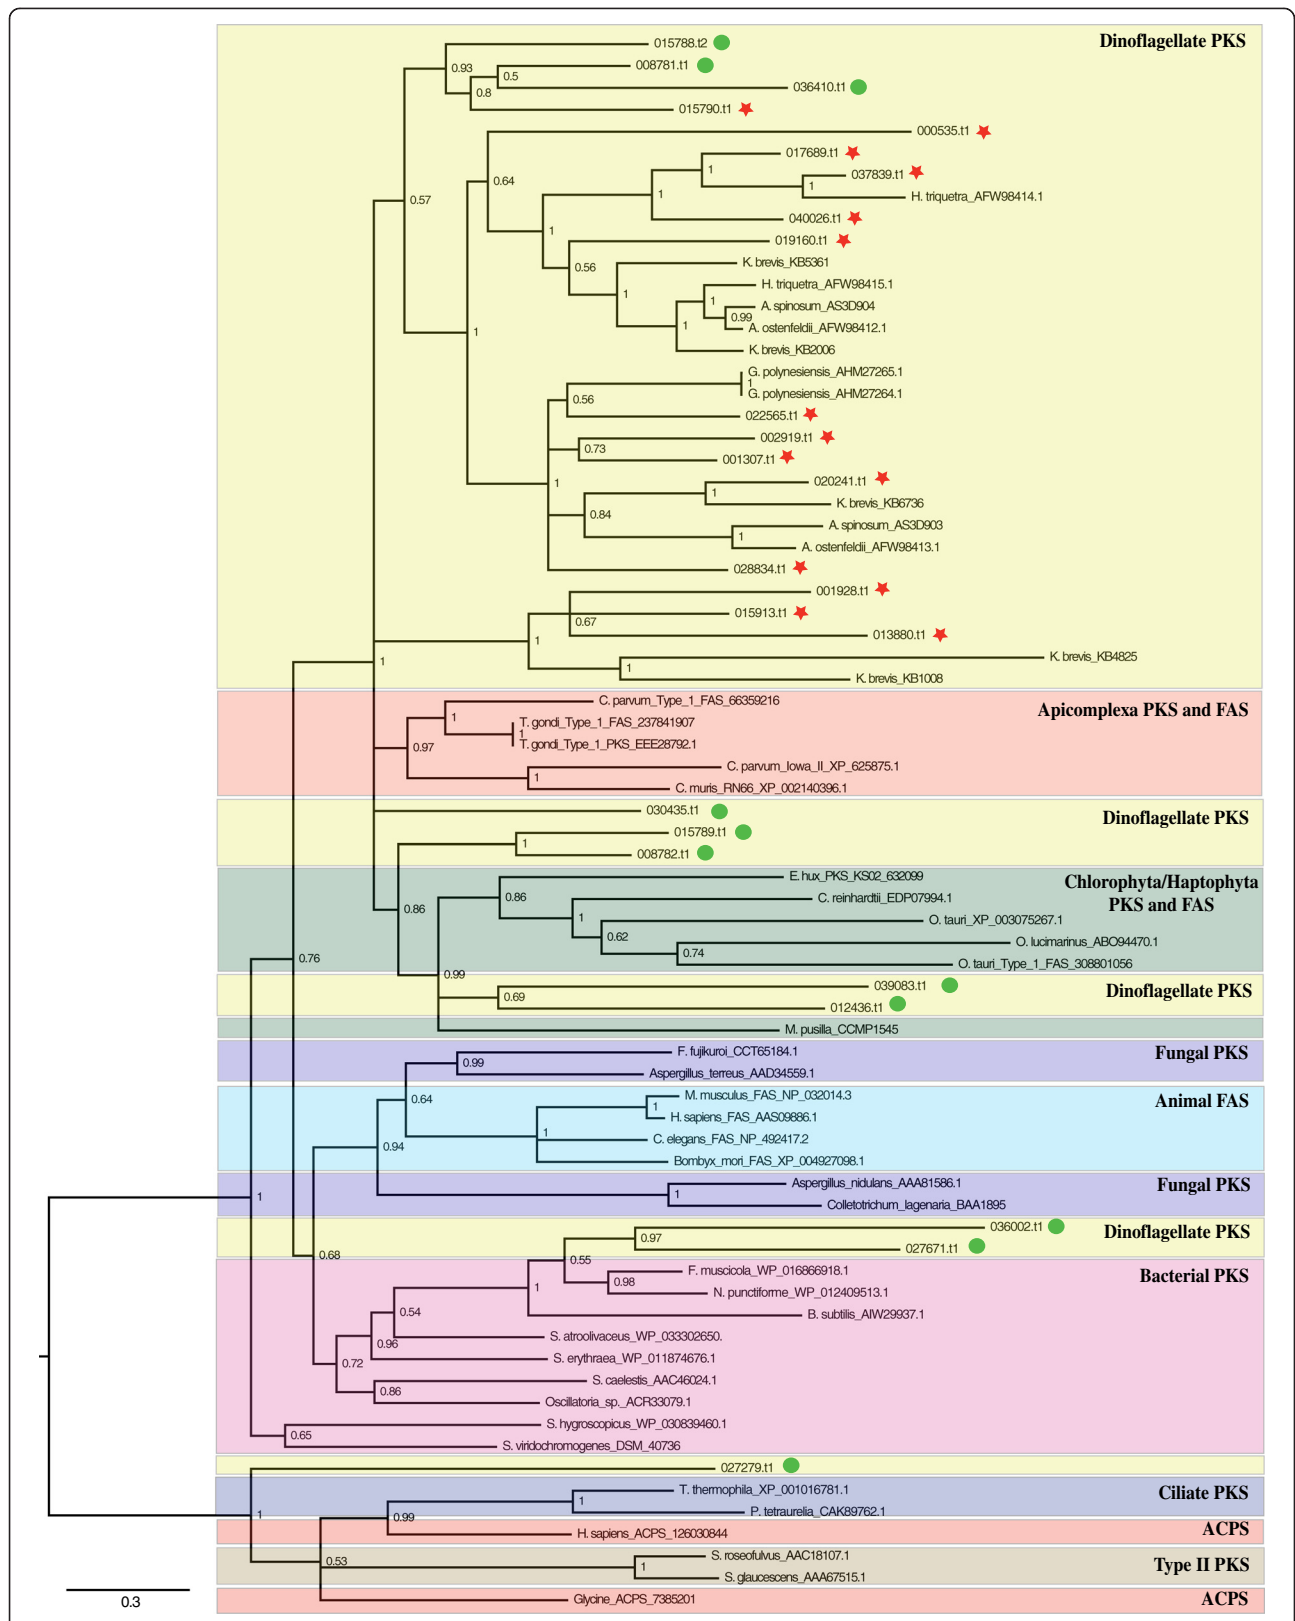 Dinoflagellate PKS
015788.t2
008781.t1
0.93
0.5
036410.t1
0.8
015790.t1
000535.t1
017689.t1
1
037839.t1
0.64
1
H. triquetra_AFW98414.1
1
0.57
040026.t1
1
019160.t1
K. brevis_KB5361
0.56
H. triquetra_AFW98415.1
1
1
A. spinosum_AS3D904
0.99
1
A. ostenfeldii_AFW98412.1
1
K. brevis_KB2006
G. polynesiensis_AHM27265.1
1
G. polynesiensis_AHM27264.1
0.56
022565.t1
002919.t1
0.73
001307.t1
020241.t1
1
1
K. brevis_KB6736
0.84
A. spinosum_AS3D903
1
A. ostenfeldii_AFW98413.1
028834.t1
001928.t1
015913.t1
0.67
013880.t1
1
K. brevis_KB4825
1
1
K. brevis_KB1008
C. parvum_Type_1_FAS_66359216
Apicomplexa PKS and FAS
1
T. gondi_Type_1_FAS_237841907
1
T. gondi_Type_1_PKS_EEE28792.1
0.97
C. parvum_Iowa_II_XP_625875.1
1
C. muris_RN66_XP_002140396.1
030435.t1
Dinoflagellate PKS
015789.t1
1
008782.t1
E. hux_PKS_KS02_632099
Chlorophyta/Haptophyta
PKS and FAS
0.86
C. reinhardtii_EDP07994.1
0.86
1
O. tauri_XP_003075267.1
0.62
O. lucimarinus_ABO94470.1
0.74
0.76
O. tauri_Type_1_FAS_308801056
0.99
039083.t1
Dinoflagellate PKS
0.69
012436.t1
M. pusilla_CCMP1545
F. fujikuroi_CCT65184.1
Fungal PKS
0.99
Aspergillus_terreus_AAD34559.1
M. musculus_FAS_NP_032014.3
Animal FAS
0.64
1
H. sapiens_FAS_AAS09886.1
1
C. elegans_FAS_NP_492417.2
0.94
Bombyx_mori_FAS_XP_004927098.1
Aspergillus_nidulans_AAA81586.1
Fungal PKS
1
1
Colletotrichum_lagenaria_BAA1895
036002.t1
Dinoflagellate PKS
0.97
027671.t1
0.68
0.55
F. muscicola_WP_016866918.1
Bacterial PKS
0.98
1
N. punctiforme_WP_012409513.1
0.54
B. subtilis_AIW29937.1
S. atroolivaceus_WP_033302650.
0.96
S. erythraea_WP_011874676.1
0.72
S. caelestis_AAC46024.1
0.86
Oscillatoria_sp._ACR33079.1
S. hygroscopicus_WP_030839460.1
0.65
S. viridochromogenes_DSM_40736
027279.t1
T. thermophila_XP_001016781.1
Ciliate PKS
1
P. tetraurelia_CAK89762.1
1
0.99
H. sapiens_ACPS_126030844
ACPS
S. roseofulvus_AAC18107.1
0.53
1
Type II PKS
S. glaucescens_AAA67515.1
Glycine_ACPS_7385201
ACPS
0.3